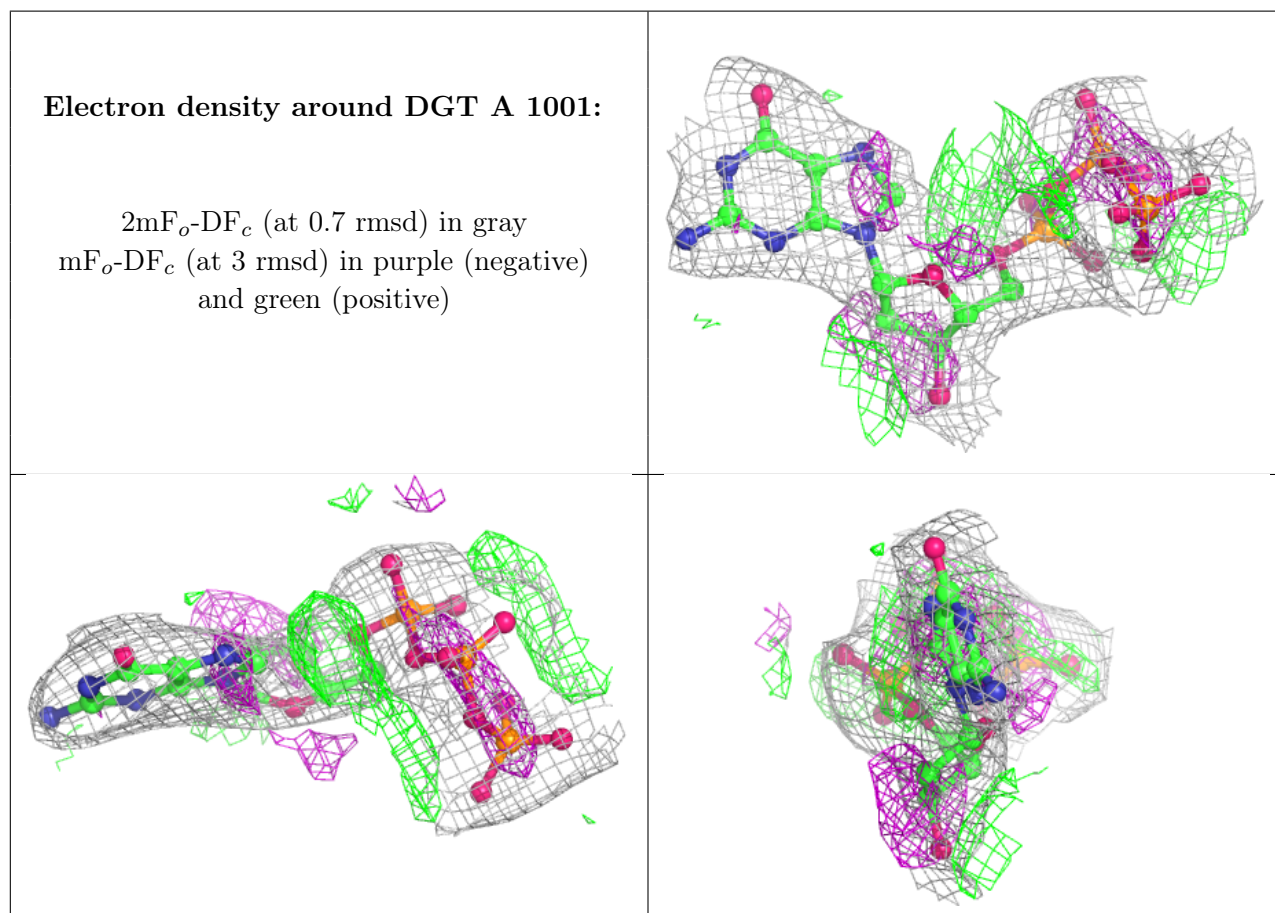 Electron density around DGT A 1001:
2mFₒ-DF𝒸 (at 0.7 rmsd) in gray
mFₒ-DF𝒸 (at 3 rmsd) in purple (negative)
and green (positive)